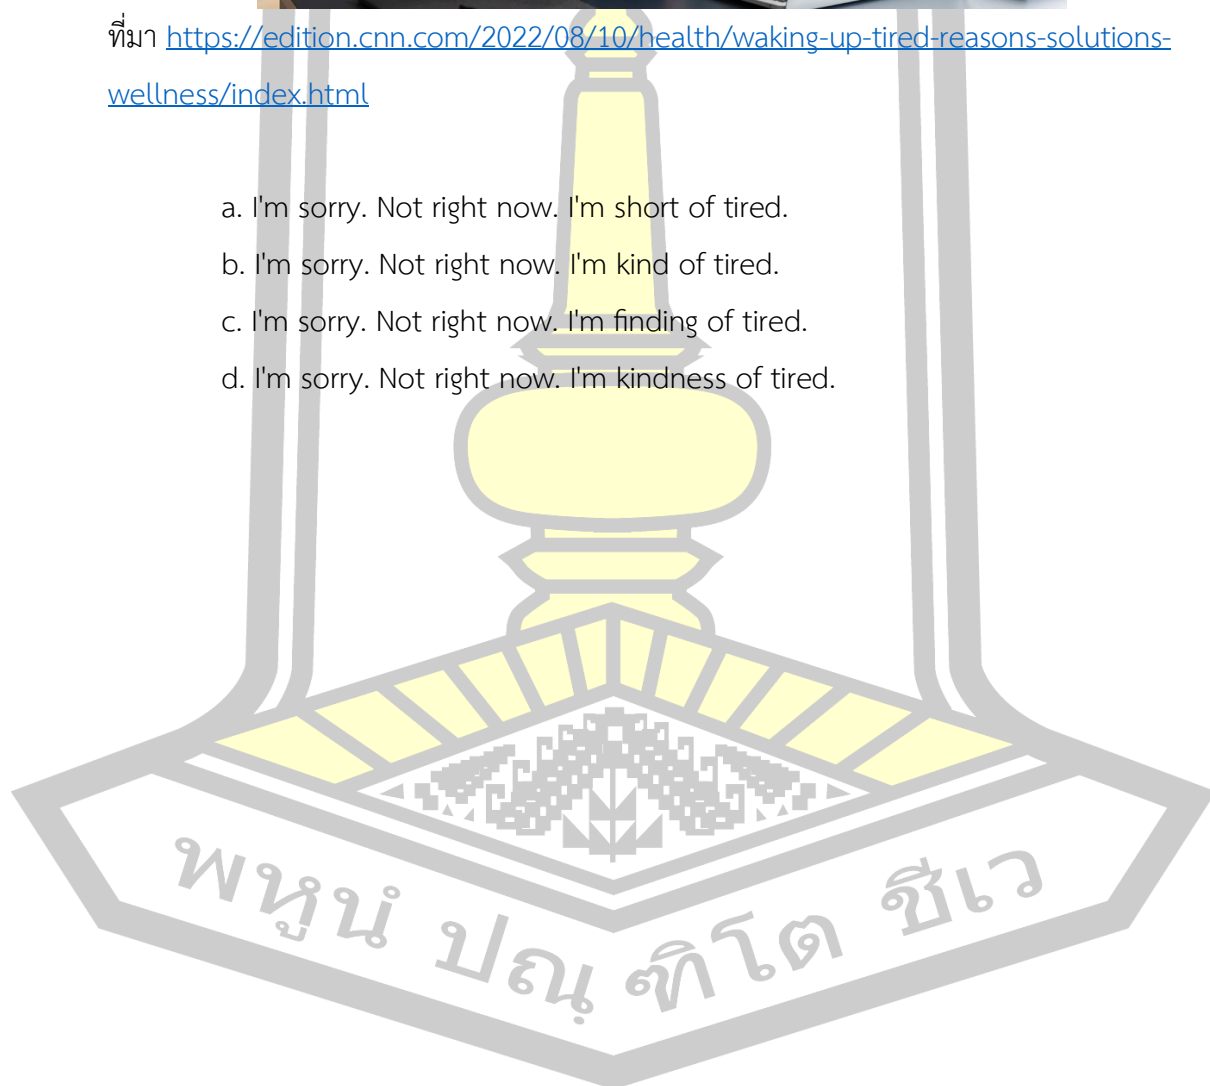 ที่มา https://edition.cnn.com/2022/08/10/health/waking-up-tired-reasons-solutions-
wellness/index.html
a. I'm sorry. Not right now. I'm short of tired.
b. I'm sorry. Not right now. I'm kind of tired.
c. I'm sorry. Not right now. I'm finding of tired.
d. I'm sorry. Not right now. I'm kindness of tired.
พหูนํ ปณฺฑิโต ชีเว